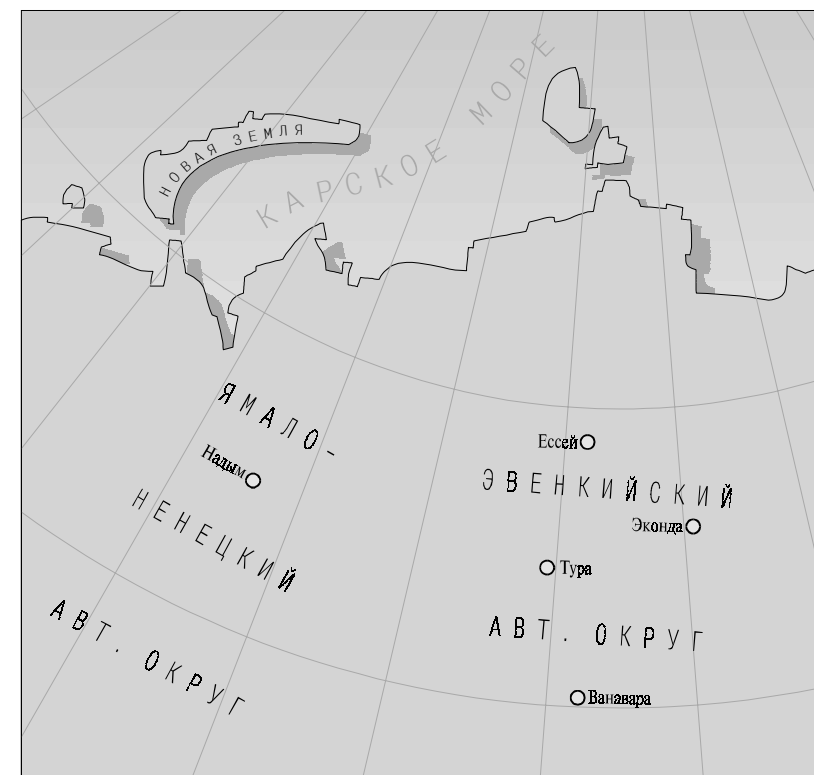 НОВАЯ ЗЕМЛЯ
КАРСКОЕ МОРЕ
ЯМАЛО-
Надым
НЕНЕЦКИЙ
АВТ. ОКРУГ
Ессей
ЭВЕНКИЙСКИЙ
Эконда
Тура
АВТ. ОКРУГ
Ванавара